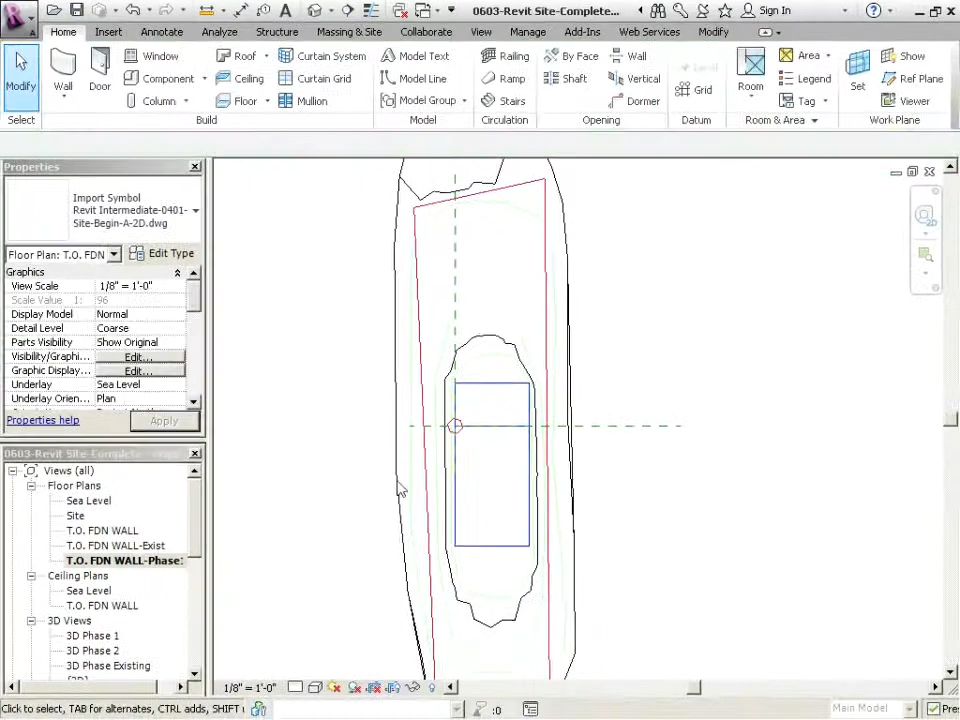 0603-Revit Site-Complete... Sign In
Home Insert Annotate Analyze Structure Massing & Site Collaborate View Manage Add-Ins Web Services Modify
Modify Wall Door Window Component Column Roof Ceiling Floor Curtain System Curtain Grid Mullion Model Text Model Line Model Group Railing Ramp Stairs By Face Shaft Wall Vertical Dormer Level Grid Room Area Legend Tag Set Show Ref Plane Viewer
Select Build Model Circulation Opening Datum Room & Area Work Plane
Properties
Import Symbol
Revit Intermediate-0401-
Site-Begin-A-2D.dwg
Floor Plan: T.O. FDN Edit Type
Graphics
View Scale 1/8" = 1'-0"
Scale Value 1: 96
Display Model Normal
Detail Level Coarse
Parts Visibility Show Original
Visibility/Graphi... Edit...
Graphic Display... Edit...
Underlay Sea Level
Underlay Orien... Plan
Properties help Apply
0603-Revit Site-Complete
Views (all)
Floor Plans
Sea Level
Site
T.O. FDN WALL
T.O. FDN WALL-Exist
T.O. FDN WALL-Phase:
Ceiling Plans
Sea Level
T.O. FDN WALL
3D Views
3D Phase 1
3D Phase 2
3D Phase Existing
2D
1/8" = 1'-0"
Click to select, TAB for alternates, CTRL adds, SHIFT :0 Main Model Pre